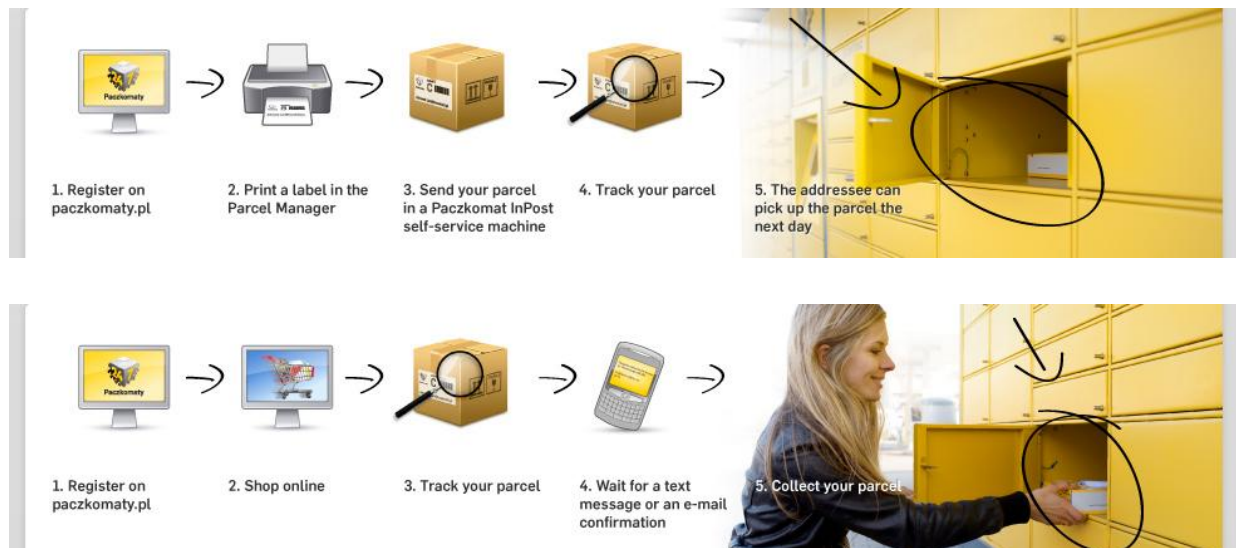 Paczkomaty
1. Register on
paczkomaty.pl
2. Print a label in the
Parcel Manager
3. Send your parcel
in a Paczkomat InPost
self-service machine
4. Track your parcel
5. The addressee can
pick up the parcel the
next day
Paczkomaty
1. Register on
paczkomaty.pl
2. Shop online
3. Track your parcel
4. Wait for a text
message or an e-mail
confirmation
5. Collect your parcel